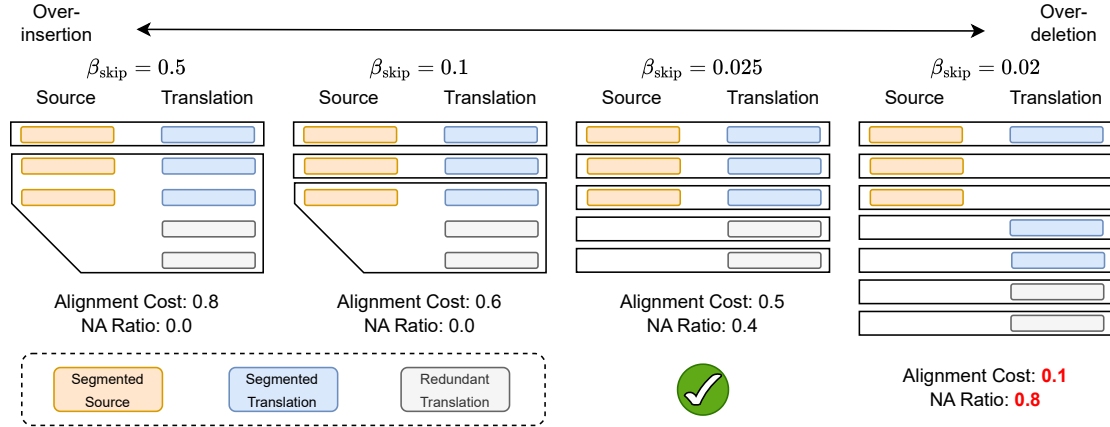 Over-
insertion
Over-
deletion
β_skip = 0.5
β_skip = 0.1
β_skip = 0.025
β_skip = 0.02
Source Translation
Source Translation
Source Translation
Source Translation
Alignment Cost: 0.8
NA Ratio: 0.0
Alignment Cost: 0.6
NA Ratio: 0.0
Alignment Cost: 0.5
NA Ratio: 0.4
Alignment Cost: 0.1
NA Ratio: 0.8
Segmented
Source
Segmented
Translation
Redundant
Translation